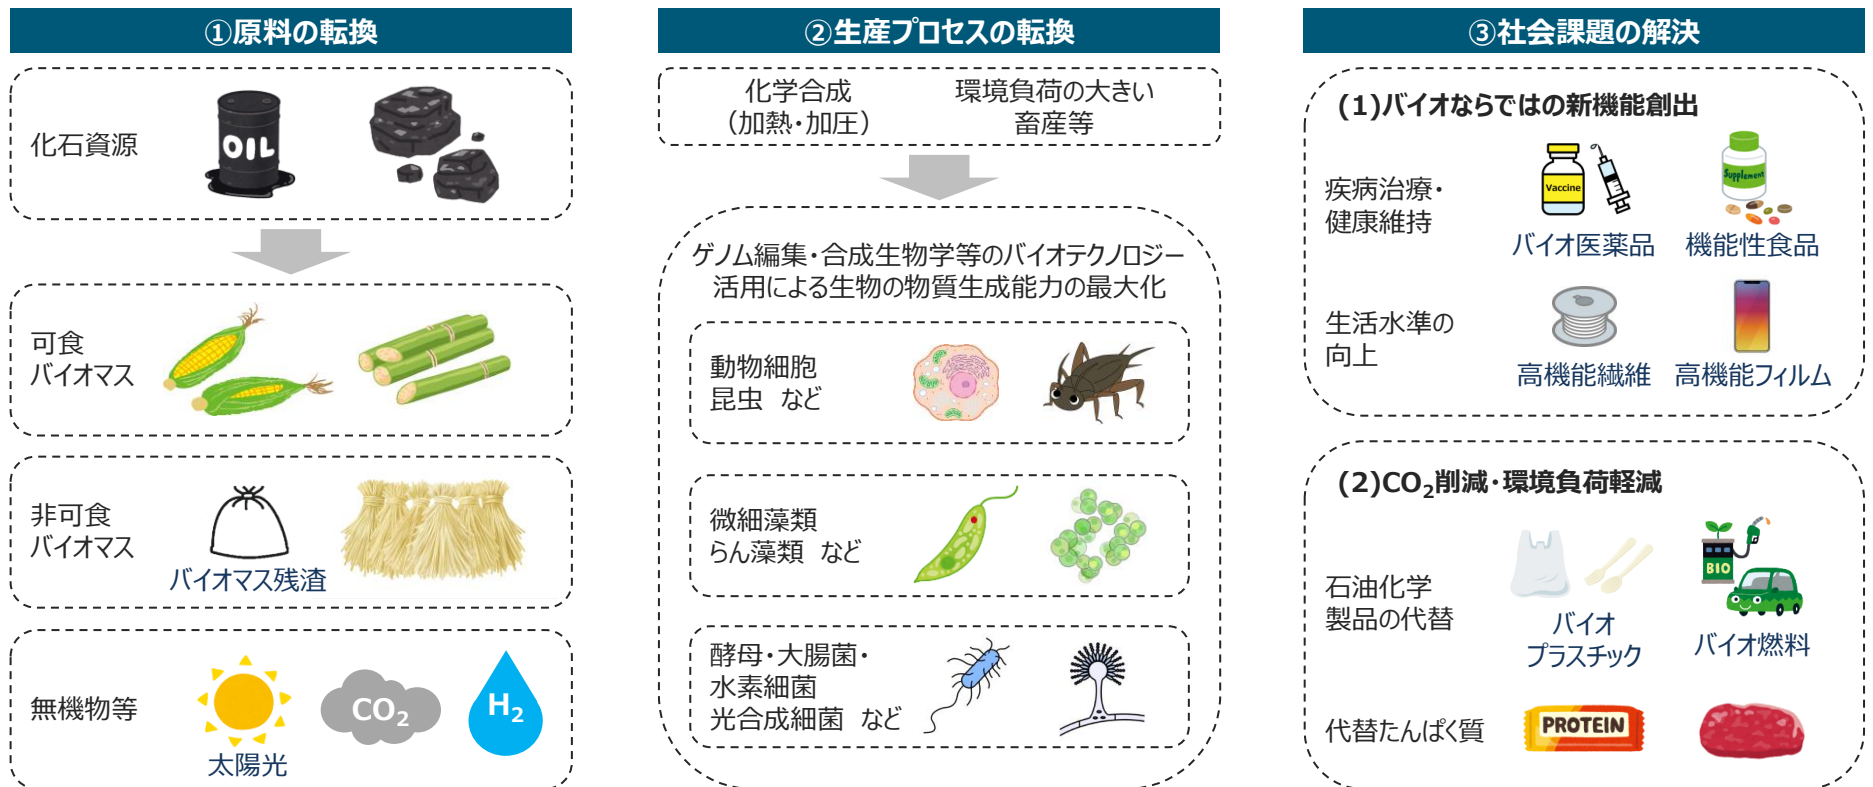 ①原料の転換
化石資源
OIL
可食
バイオマス
非可食
バイオマス
バイオマス残渣
無機物等
太陽光
CO₂
H₂
②生産プロセスの転換
化学合成
（加熱・加圧）
環境負荷の大きい
畜産等
ゲノム編集・合成生物学等のバイオテクノロジー
活用による生物の物質生成能力の最大化
動物細胞
昆虫 など
微細藻類
らん藻類 など
酵母・大腸菌・
水素細菌
光合成細菌 など
③社会課題の解決
(1)バイオならではの新機能創出
疾病治療・
健康維持
Vaccine
バイオ医薬品
Supplement
機能性食品
生活水準の
向上
高機能繊維
高機能フィルム
(2)CO₂削減・環境負荷軽減
石油化学
製品の代替
バイオ
プラスチック
BIO
バイオ燃料
代替たんぱく質
PROTEIN